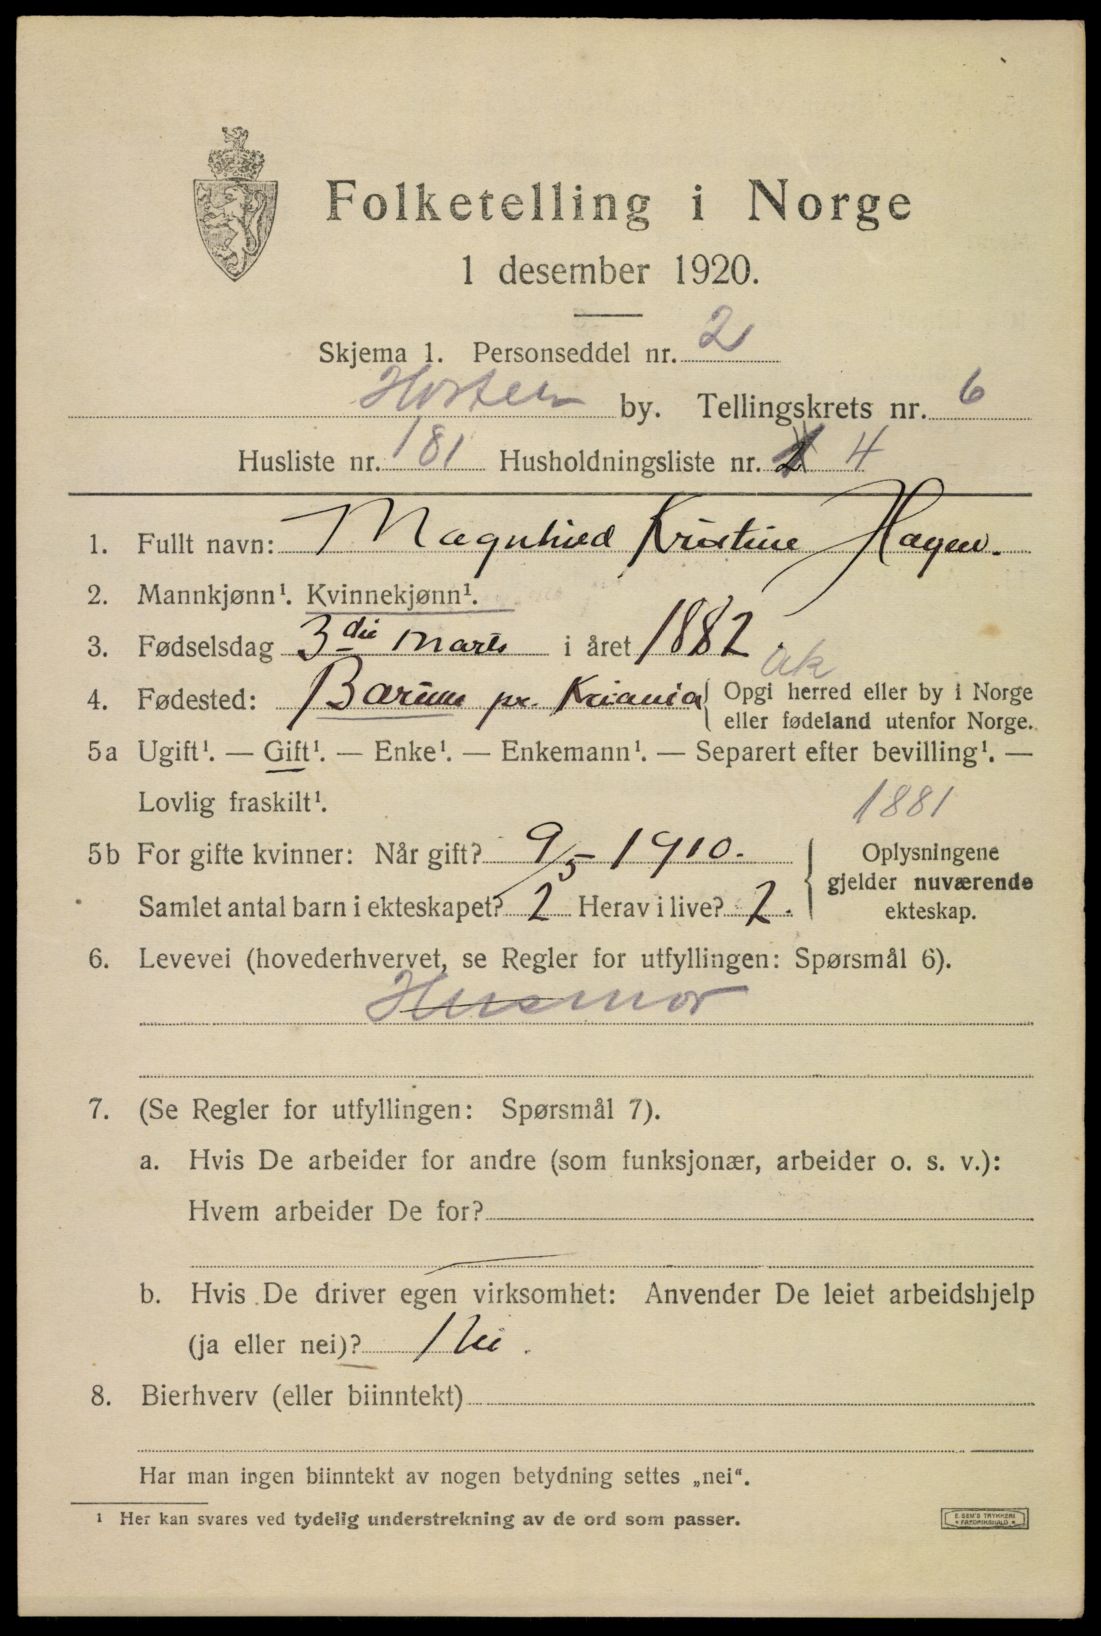 Folketelling i Norge
1 desember 1920.
Skjema 1. Personseddel nr. 2
Horten by. Tellingskrets nr. 6
Husliste nr. 181 Husholdningsliste nr. 4
1. Fullt navn: Magnhild Kristine Hagen.
2. Mannkjønn¹. Kvinnekjønn¹.
3. Fødselsdag 3die Marts i året 1882.
Ak
4. Fødested: Bærum pr. Kriania { Opgi herred eller by i Norge
eller fødeland utenfor Norge.
5a Ugift¹. — Gift¹. — Enke¹. — Enkemann¹. — Separert efter bevilling¹. —
Lovlig fraskilt¹.
1881
5b For gifte kvinner: Når gift? 9/5 - 1910. { Oplysningene
gjelder nuværende
Samlet antal barn i ekteskapet? 2 Herav i live? 2. ekteskap.
6. Levevei (hovederhvervet, se Regler for utfyllingen: Spørsmål 6).
Husmor
7. (Se Regler for utfyllingen: Spørsmål 7).
a. Hvis De arbeider for andre (som funksjonær, arbeider o. s. v.):
Hvem arbeider De for?
b. Hvis De driver egen virksomhet: Anvender De leiet arbeidshjelp
(ja eller nei)? Nei.
8. Bierhverv (eller biinntekt)
Har man ingen biinntekt av nogen betydning settes „nei“.
¹ Her kan svares ved tydelig understrekning av de ord som passer.
E. SEM'S TRYKKERI
• FREDRIKSHALD •